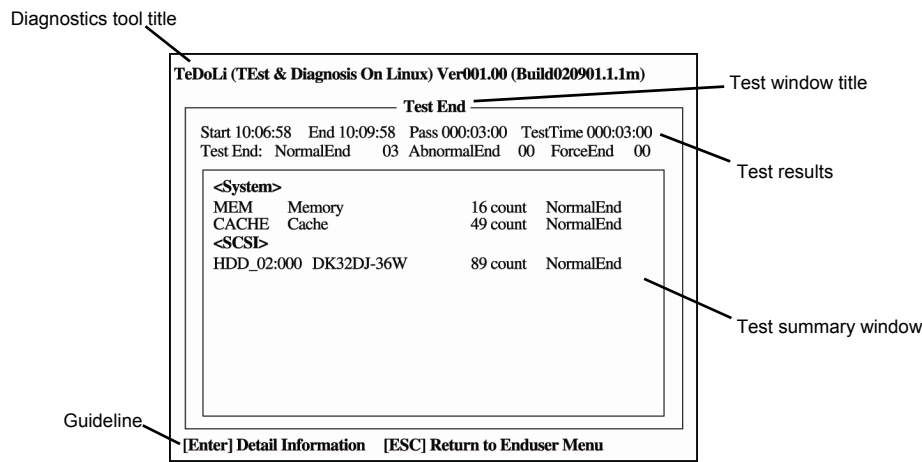 Diagnostics tool title
TeDoLi (TEst & Diagnosis On Linux) Ver001.00 (Build020901.1.1m)
Test window title
Test End
Start 10:06:58 End 10:09:58 Pass 000:03:00 TestTime 000:03:00
Test End: NormalEnd 03 AbnormalEnd 00 ForceEnd 00
Test results
<System>
MEM Memory 16 count NormalEnd
CACHE Cache 49 count NormalEnd
<SCSI>
HDD_02:000 DK32DJ-36W 89 count NormalEnd
Test summary window
Guideline
[Enter] Detail Information [ESC] Return to Enduser Menu